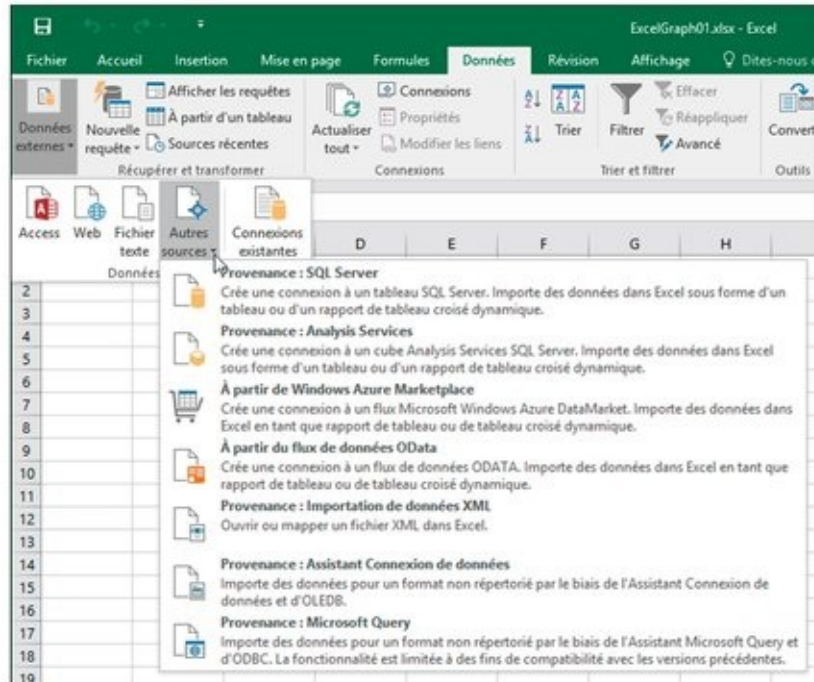 ExcelGraph01.xlsx - Excel
Fichier Accueil Insertion Mise en page Formules Données Révision Affichage Dites-nous
Données externes
Nouvelle requête
Afficher les requêtes
À partir d'un tableau
Sources récentes
Récupérer et transformer
Actualiser tout
Connexions
Propriétés
Modifier les liens
Connexions
Trier
Filtrer
Effacer
Réappliquer
Avancé
Trier et filtrer
Convert
Outils
Access
Web
Fichier texte
Autres sources
Connexions existantes
Données
D E F G H
Provenance : SQL Server
Crée une connexion à un tableau SQL Server. Importe des données dans Excel sous forme d'un
tableau ou d'un rapport de tableau croisé dynamique.
Provenance : Analysis Services
Crée une connexion à un cube Analysis Services SQL Server. Importe des données dans Excel
sous forme d'un tableau ou d'un rapport de tableau croisé dynamique.
À partir de Windows Azure Marketplace
Crée une connexion à un flux Microsoft Windows Azure DataMarket. Importe des données dans
Excel en tant que rapport de tableau ou de tableau croisé dynamique.
À partir du flux de données OData
Crée une connexion à un flux de données ODATA. Importe des données dans Excel en tant que
rapport de tableau ou de tableau croisé dynamique.
Provenance : Importation de données XML
Ouvrir ou mapper un fichier XML dans Excel.
Provenance : Assistant Connexion de données
Importe des données pour un format non répertorié par le biais de l'Assistant Connexion de
données et d'OLEDB.
Provenance : Microsoft Query
Importe des données pour un format non répertorié par le biais de l'Assistant Microsoft Query et
d'ODBC. La fonctionnalité est limitée à des fins de compatibilité avec les versions précédentes.
2
3
4
5
6
7
8
9
10
11
12
13
14
15
16
17
18
19